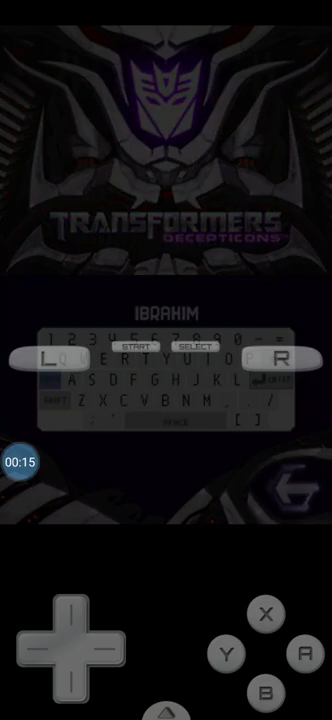 TRANSFORMERS
DECEPTICONS
IBRAHIM
1 2 3 4 5 6 7 8 9 0 - =
START SELECT
L Q W E R T Y U I O P R
A S D F G H J K L
SHIFT Z X C V B N M , . /
; ' SPACE [ ]
00:15
X
Y A
B